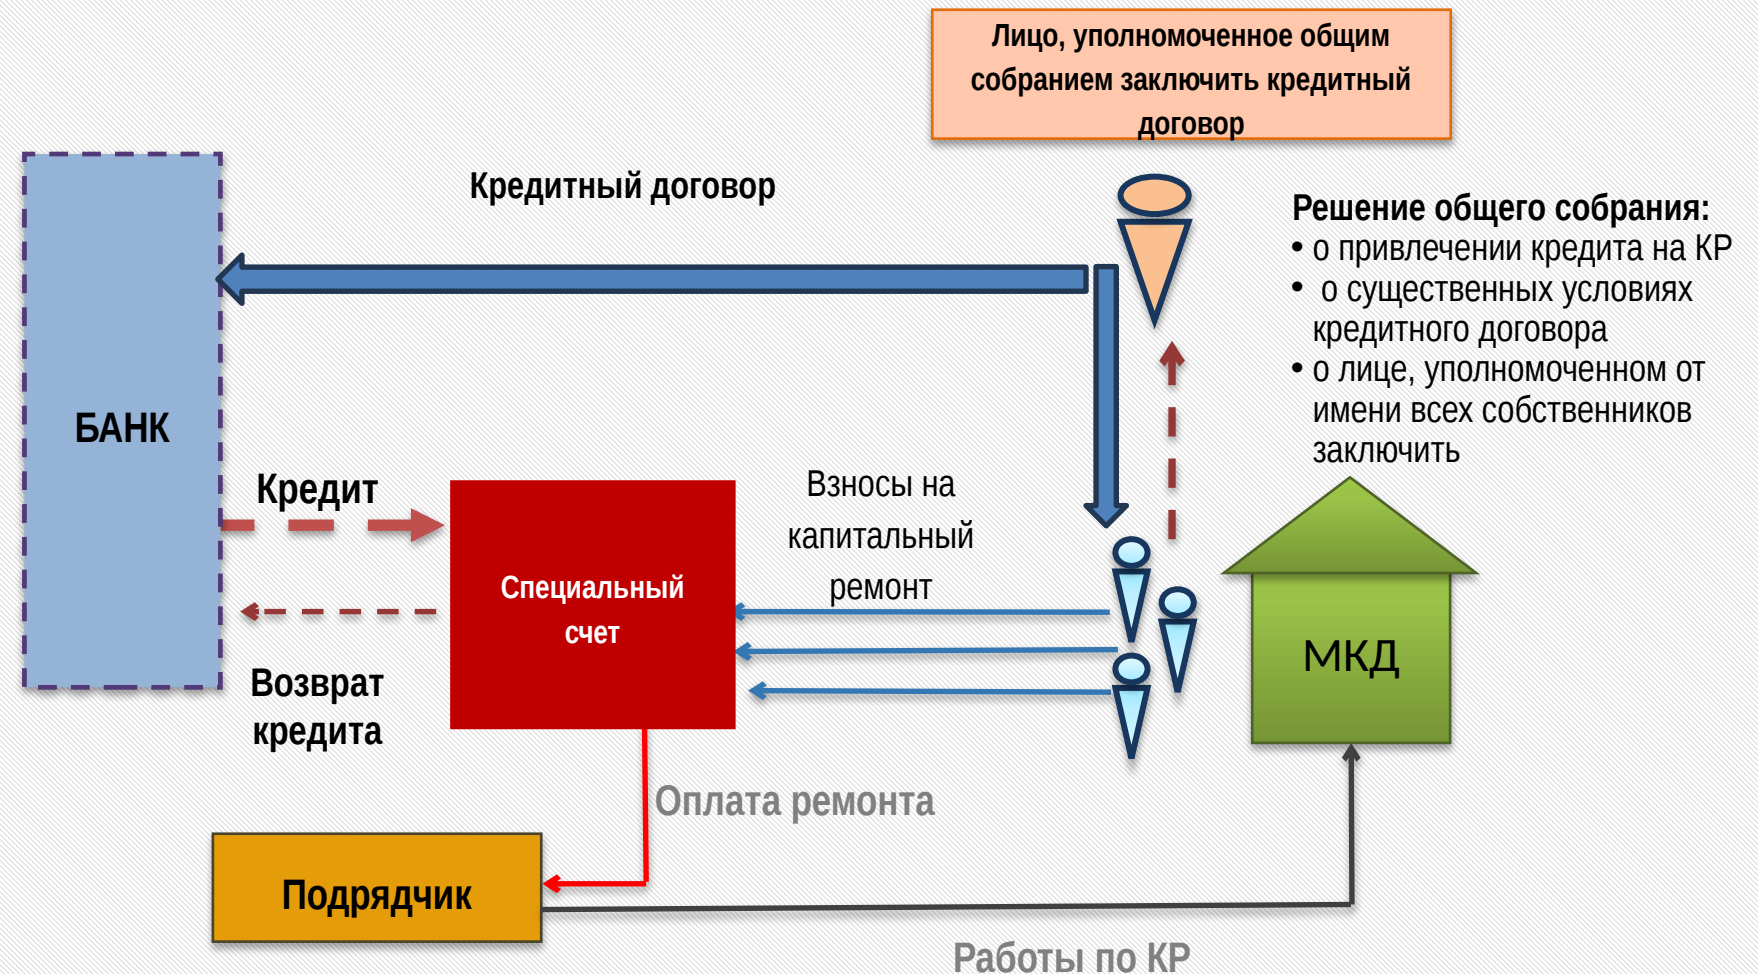 Лицо, уполномоченное общим
собранием заключить кредитный
договор
Кредитный договор
Решение общего собрания:
• о привлечении кредита на КР
• о существенных условиях
кредитного договора
• о лице, уполномоченном от
имени всех собственников
заключить
БАНК
Кредит
Взносы на
капитальный
ремонт
Специальный
счет
МКД
Возврат
кредита
Оплата ремонта
Подрядчик
Работы по КР